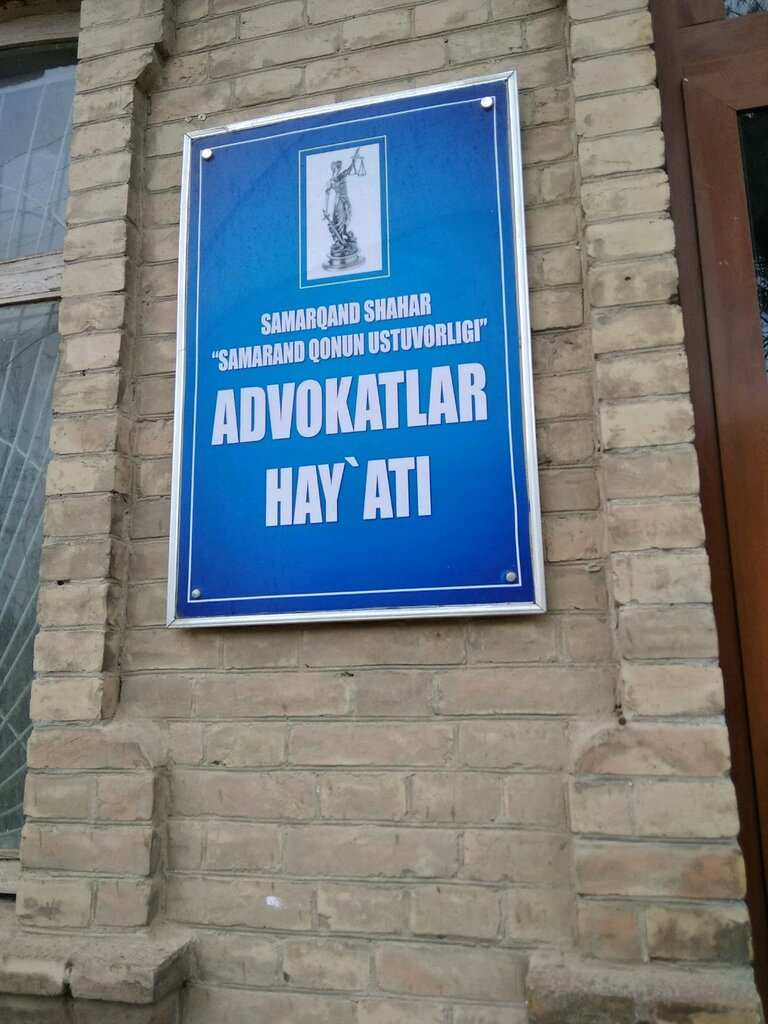 SAMARQAND SHAHAR
“SAMARAND QONUN USTUVORLIGI”
ADVOKATLAR
HAY`ATI